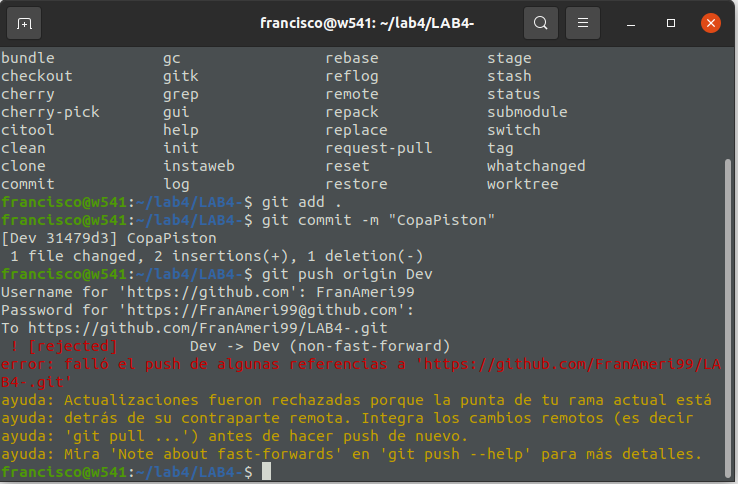 francisco@w541: ~/lab4/LAB4-
bundle gc rebase stage
checkout gitk reflog stash
cherry grep remote status
cherry-pick gui repack submodule
citool help replace switch
clean init request-pull tag
clone instaweb reset whatchanged
commit log restore worktree
francisco@w541:~/lab4/LAB4-$ git add .
francisco@w541:~/lab4/LAB4-$ git commit -m "CopaPiston"
[Dev 31479d3] CopaPiston
1 file changed, 2 insertions(+), 1 deletion(-)
francisco@w541:~/lab4/LAB4-$ git push origin Dev
Username for 'https://github.com': FranAmeri99
Password for 'https://FranAmeri99@github.com':
To https://github.com/FranAmeri99/LAB4-.git
! [rejected] Dev -> Dev (non-fast-forward)
error: falló el push de algunas referencias a 'https://github.com/FranAmeri99/LA
B4-.git'
ayuda: Actualizaciones fueron rechazadas porque la punta de tu rama actual está
ayuda: detrás de su contraparte remota. Integra los cambios remotos (es decir
ayuda: 'git pull ...') antes de hacer push de nuevo.
ayuda: Mira 'Note about fast-forwards' en 'git push --help' para más detalles.
francisco@w541:~/lab4/LAB4-$